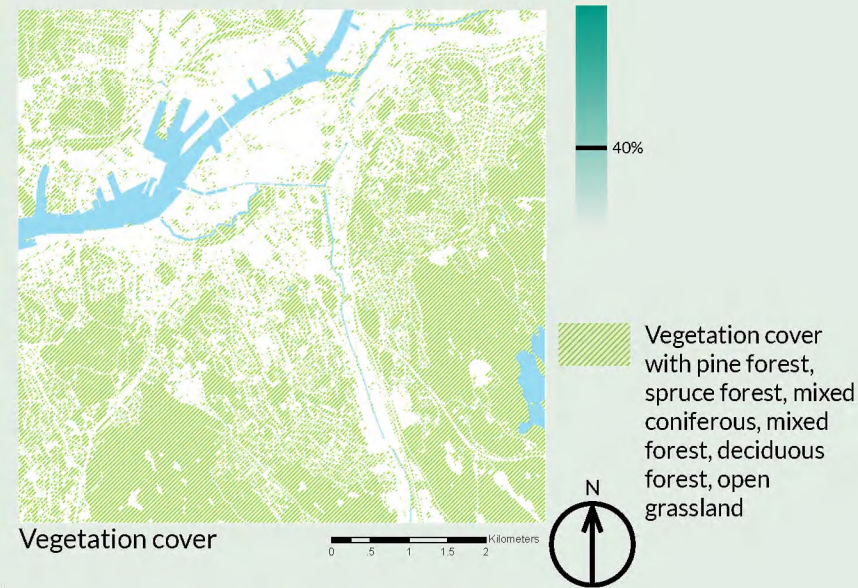 40%
Vegetation cover
with pine forest,
spruce forest, mixed
coniferous, mixed
forest, deciduous
forest, open
grassland
N
Vegetation cover
Kilometers
0 .5 1 1.5 2